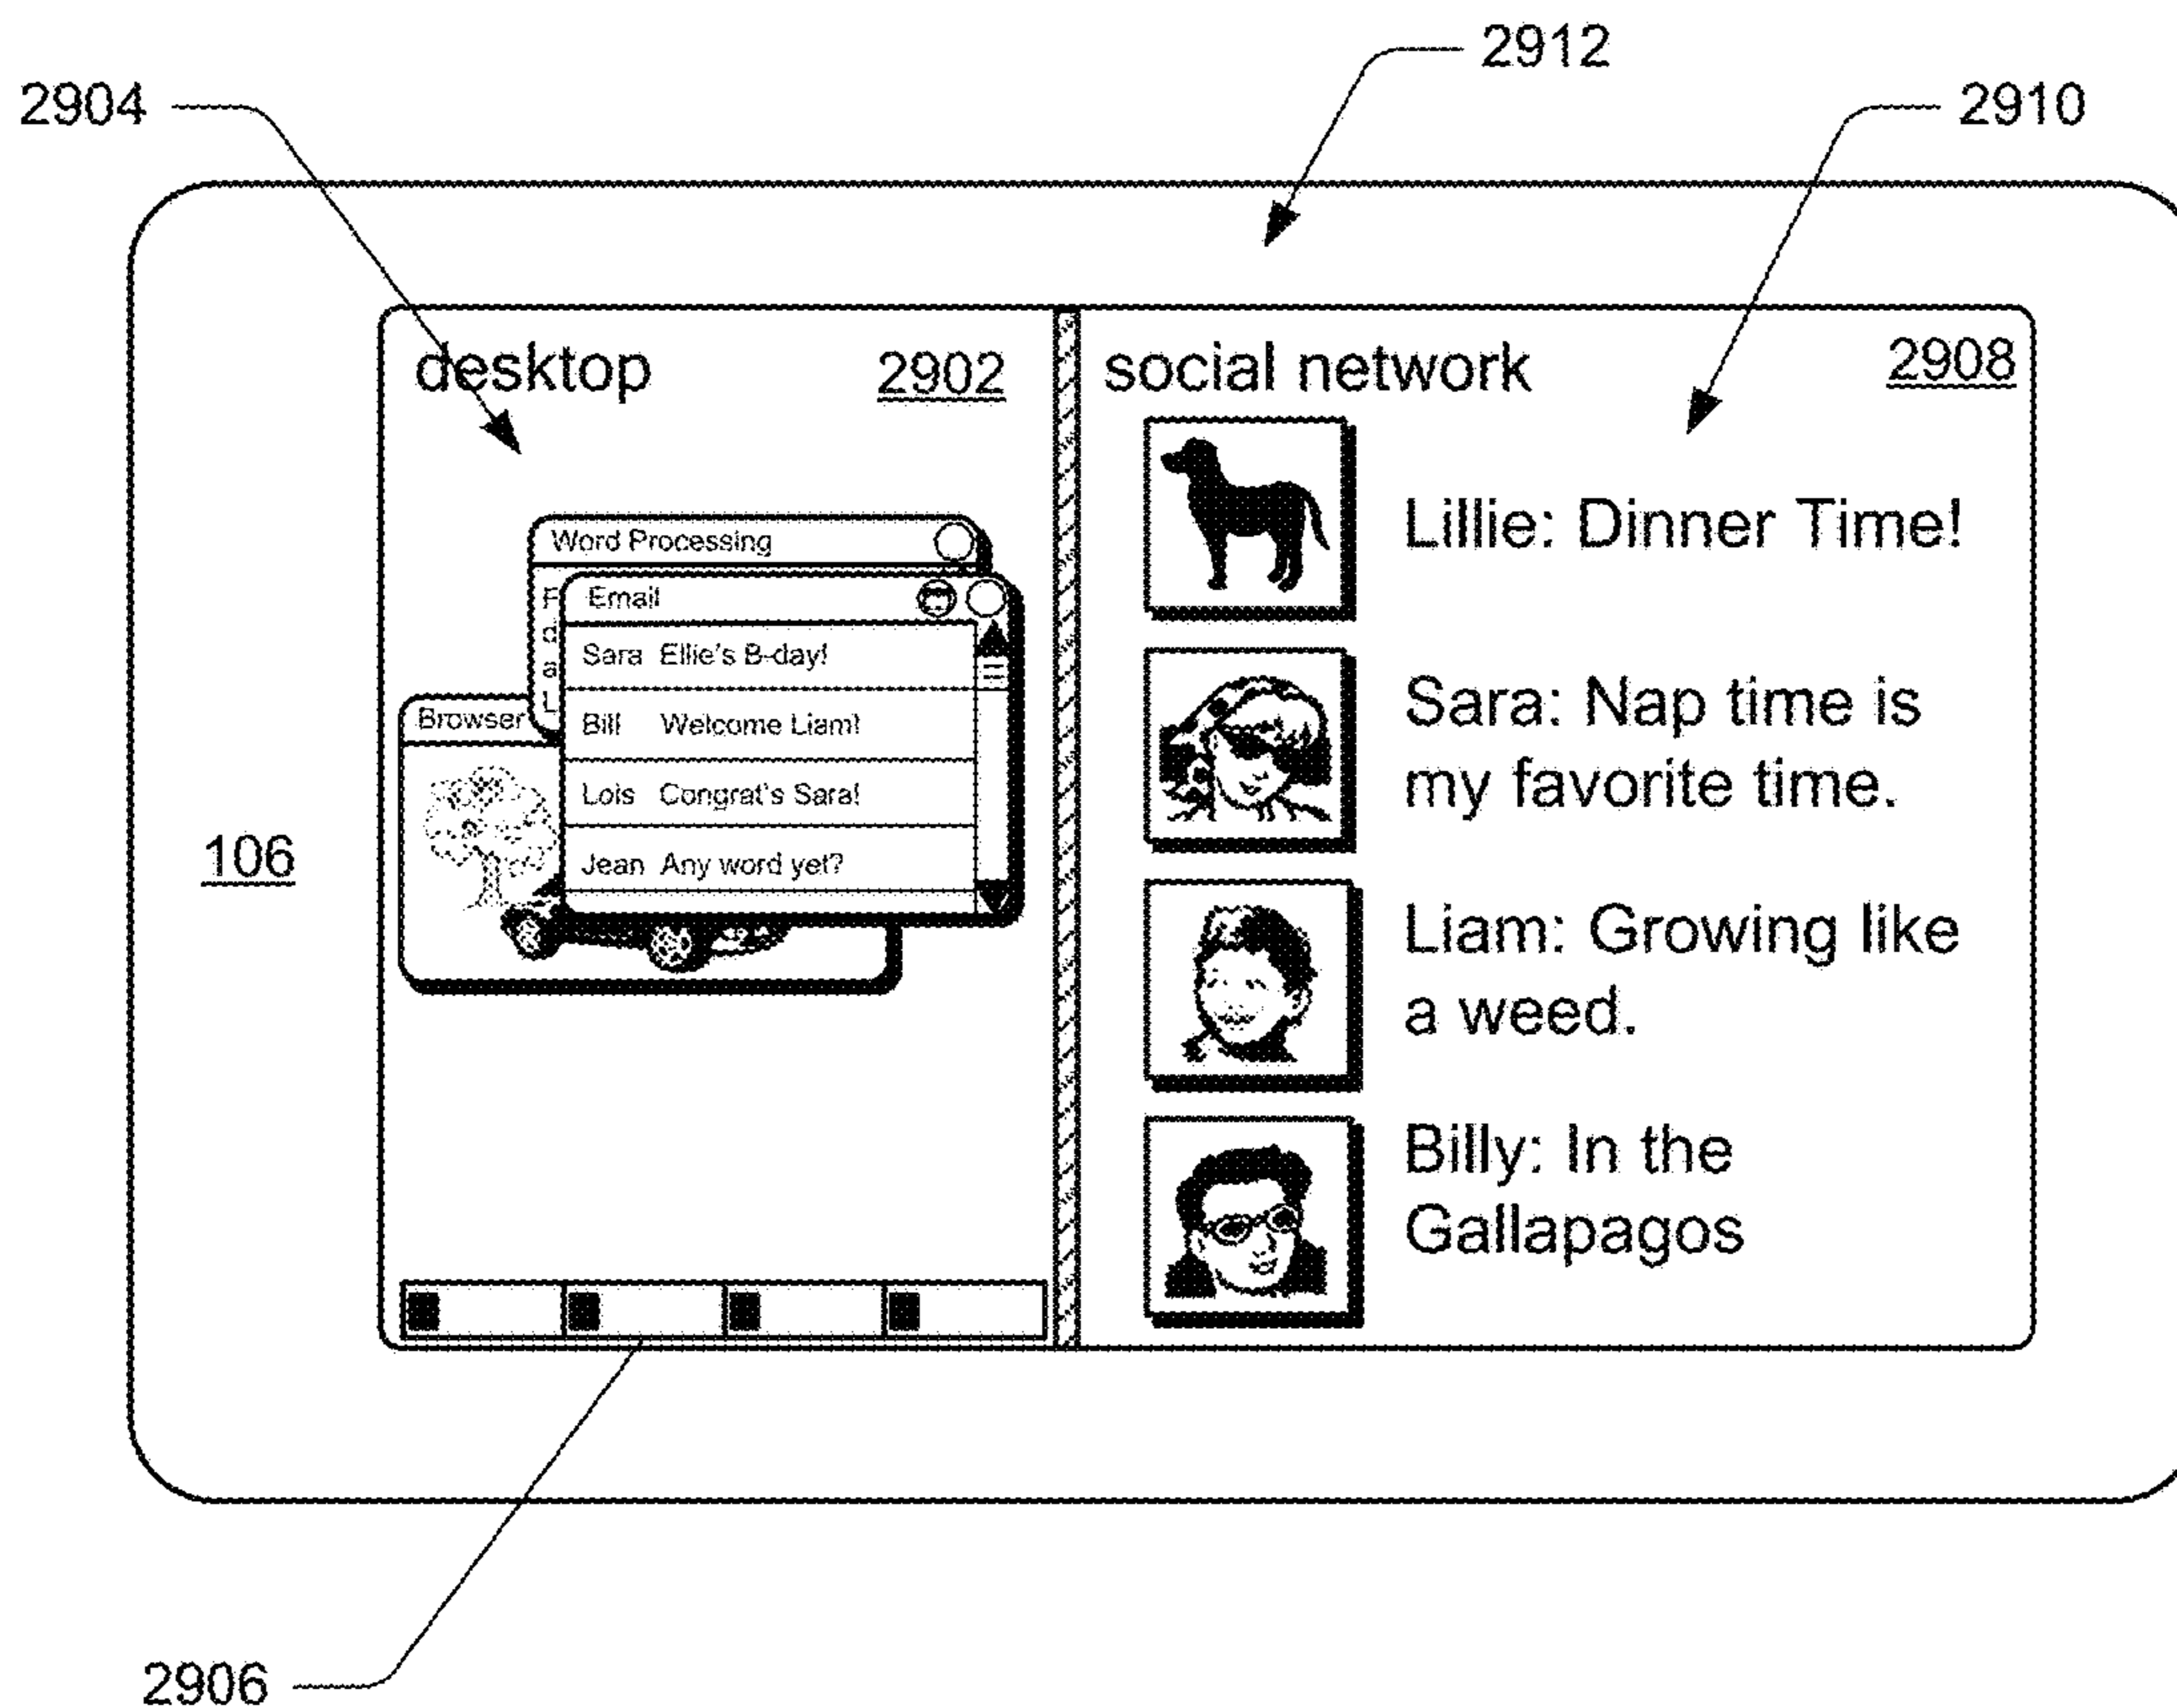 2912
2904
2910
desktop
2902
social network
2908
Word Processing
Lillie: Dinner Time!
F
Email
a
L
Sara Ellie's B-day!
Sara: Nap time is
my favorite time.
Browser
Bill Welcome Liam!
Lois Congrat's Sara!
106
Jean Any word yet?
Liam: Growing like
a weed.
Billy: In the
Gallapagos
2906